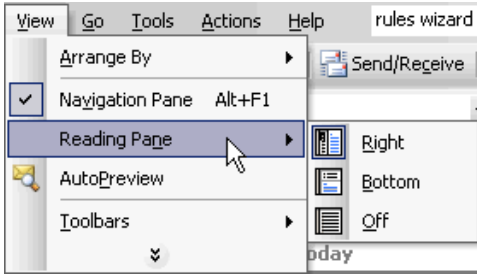 View Go Tools Actions Help rules wizard
Arrange By Send/Receive
Navigation Pane Alt+F1
Reading Pane Right
AutoPreview Bottom
Toolbars Off
oday